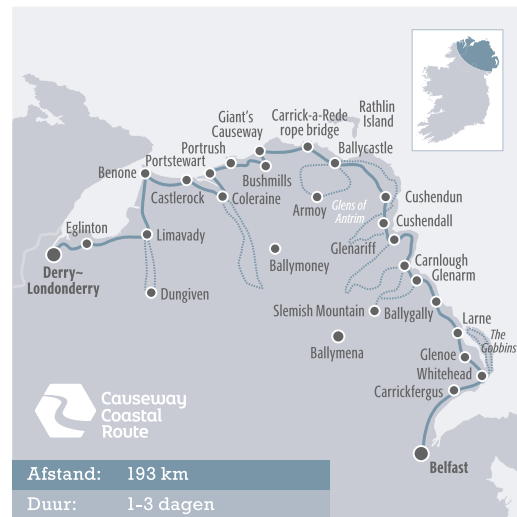 Giant's
Causeway
Carrick-a-Rede
rope bridge
Rathlin
Island
Portrush
Ballycastle
Portstewart
Benone
Bushmills
Castlerock
Coleraine
Armoy
Glens of
Antrim
Cushendun
Cushendall
Eglinton
Limavady
Glenariff
Derry~
Londonderry
Ballymoney
Carnlough
Glenarm
Dungiven
Slemish Mountain
Ballygally
Larne
The
Gobbins
Ballymena
Glenoe
Whitehead
Carrickfergus
Causeway
Coastal
Route
Belfast
Afstand: 193 km
Duur: 1-3 dagen